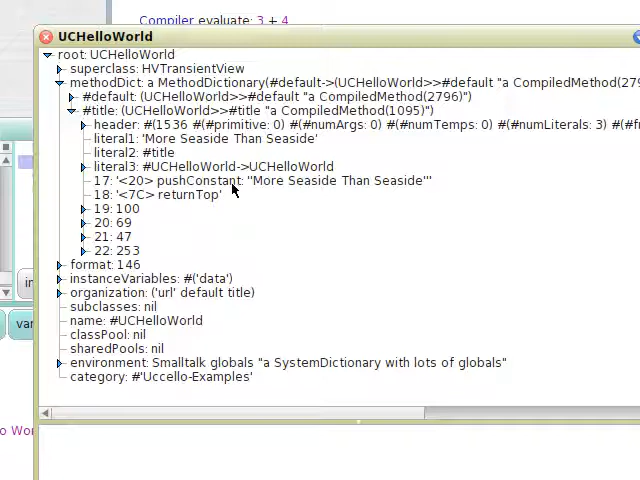 Compiler evaluate: 3 + 4
UCHelloWorld
root: UCHelloWorld
superclass: HVTransientView
methodDict: a MethodDictionary(#default->(UCHelloWorld>>#default "a CompiledMethod(279
#default: (UCHelloWorld>>#default "a CompiledMethod(2796)")
#title: (UCHelloWorld>>#title "a CompiledMethod(1095)")
header: #(1536 #(#primitive: 0) #(#numArgs: 0) #(#numTemps: 0) #(#numLiterals: 3) #(#fr
literal1: 'More Seaside Than Seaside'
literal2: #title
literal3: #UCHelloWorld->UCHelloWorld
17: '<20> pushConstant: ''More Seaside Than Seaside'''
18: '<7C> returnTop'
19: 100
20: 69
21: 47
22: 253
format: 146
instanceVariables: #('data')
organization: ('url' default title)
subclasses: nil
name: #UCHelloWorld
classPool: nil
sharedPools: nil
environment: Smalltalk globals "a SystemDictionary with lots of globals"
category: #'Uccello-Examples'
in
var
o Wor